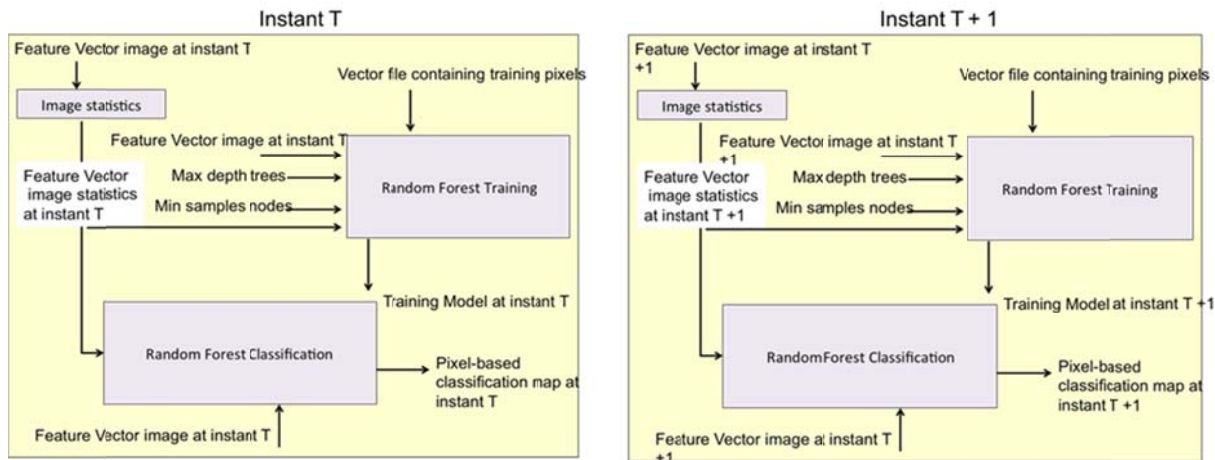 Instant T
Feature Vector image at instant T
Vector file containing training pixels
Image statistics
Feature Vector image at instant T
Feature Vector
image statistics
at instant T
Max depth trees
Min samples nodes
Random Forest Training
Training Model at instant T
Random Forest Classification
Pixel-based
classification map at
instant T
Feature Vector image at instant T
Instant T + 1
Feature Vector image at instant T
+1
Vector file containing training pixels
Image statistics
Feature Vector image at instant T
+1
Feature Vector
image statistics
at instant T +1
Max depth trees
Min samples nodes
Random Forest Training
Training Model at instant T +1
RandomForest Classification
Pixel-based
classification map at
instant T +1
Feature Vector image at instant T
+1